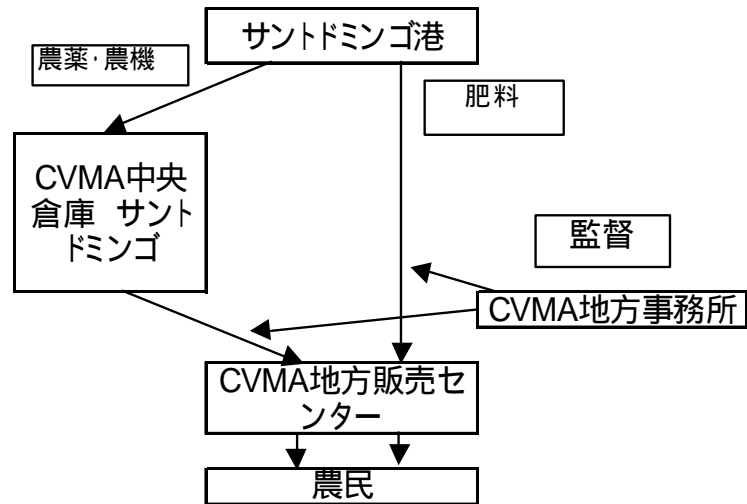 サントドミンゴ港
農薬・農機
肥料
CVMA中央
倉庫 サント
ドミンゴ
監督
CVMA地方事務所
CVMA地方販売セ
ンター
農民